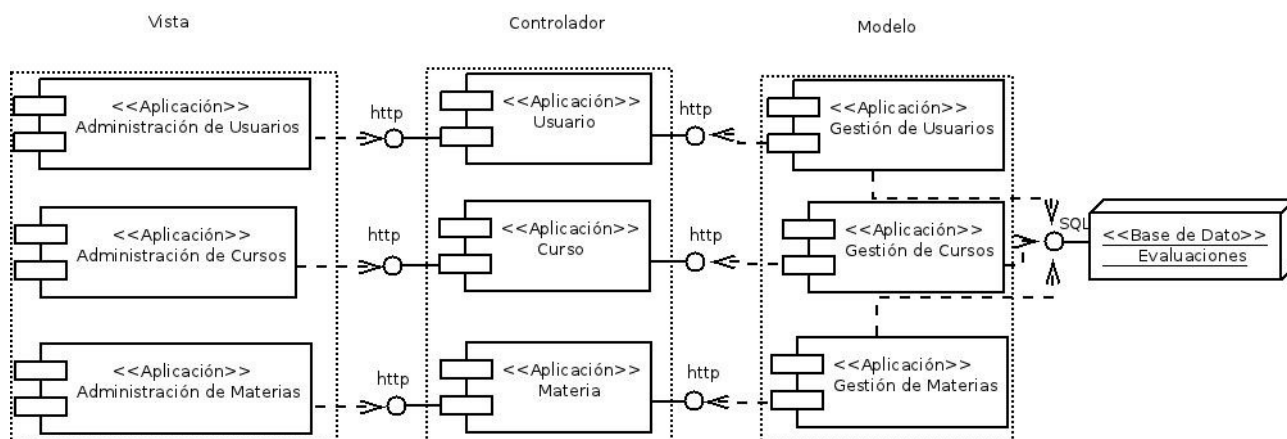 Vista
Controlador
Modelo
<<Aplicación>>
Administración de Usuarios
http
<<Aplicación>>
Usuario
http
<<Aplicación>>
Gestión de Usuarios
<<Aplicación>>
Administración de Cursos
http
<<Aplicación>>
Curso
http
<<Aplicación>>
Gestión de Cursos
SQL
<<Base de Dato>>
Evaluaciones
<<Aplicación>>
Administración de Materias
http
<<Aplicación>>
Materia
http
<<Aplicación>>
Gestión de Materias